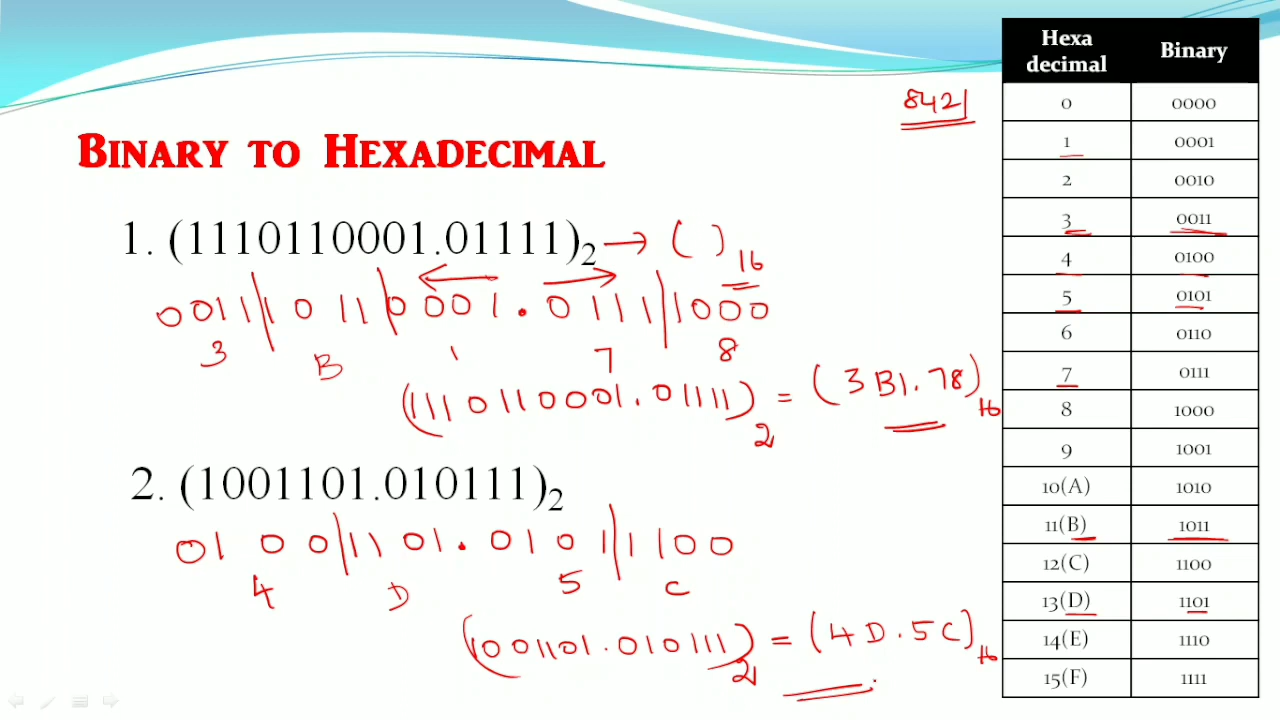 BINARY TO HEXADECIMAL
8421
1. (1110110001.01111)2 → ( )16
0011|1011|0001.0111|1000
3 B 1 7 8
(1110110001.01111)2 = (3B1.78)16
2. (1001101.010111)2
0100|1101.0101|1100
4 D 5 C
(1001101.010111)2 = (4D.5C)16
Hexa decimal Binary
0 0000
1 0001
2 0010
3 0011
4 0100
5 0101
6 0110
7 0111
8 1000
9 1001
10(A) 1010
11(B) 1011
12(C) 1100
13(D) 1101
14(E) 1110
15(F) 1111